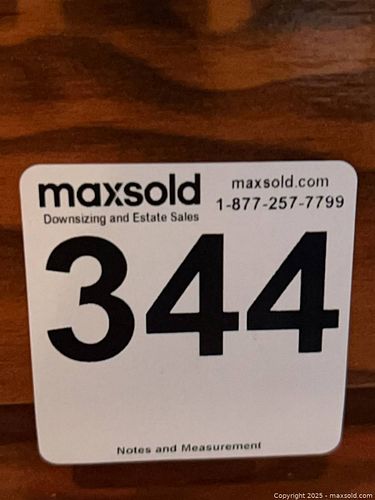 maxsold
Downsizing and Estate Sales
maxsold.com
1-877-257-7799
344
Notes and Measurement
Copyright 2025 - maxsold.com